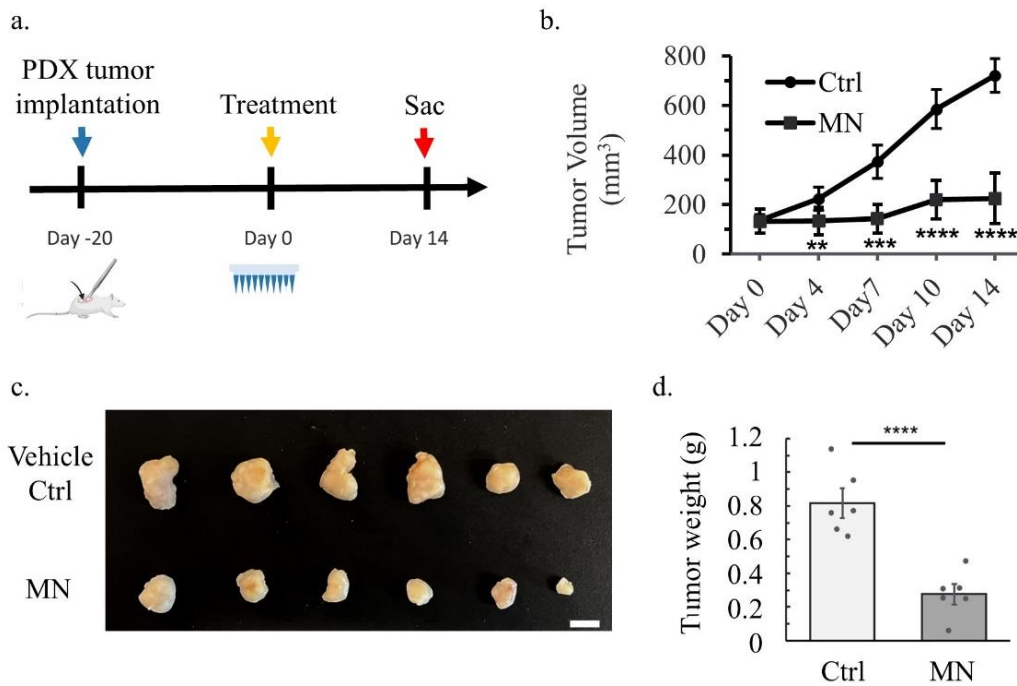 a.
PDX tumor
implantation
Treatment
Sac
Day -20
Day 0
Day 14
b.
Tumor Volume
(mm³)
800
600
400
200
0
Ctrl
MN
**
***
****
****
Day 0
Day 4
Day7
Day 10
Day 14
c.
Vehicle
Ctrl
MN
d.
Tumor weight (g)
1.2
1
0.8
0.6
0.4
0.2
0
****
Ctrl
MN